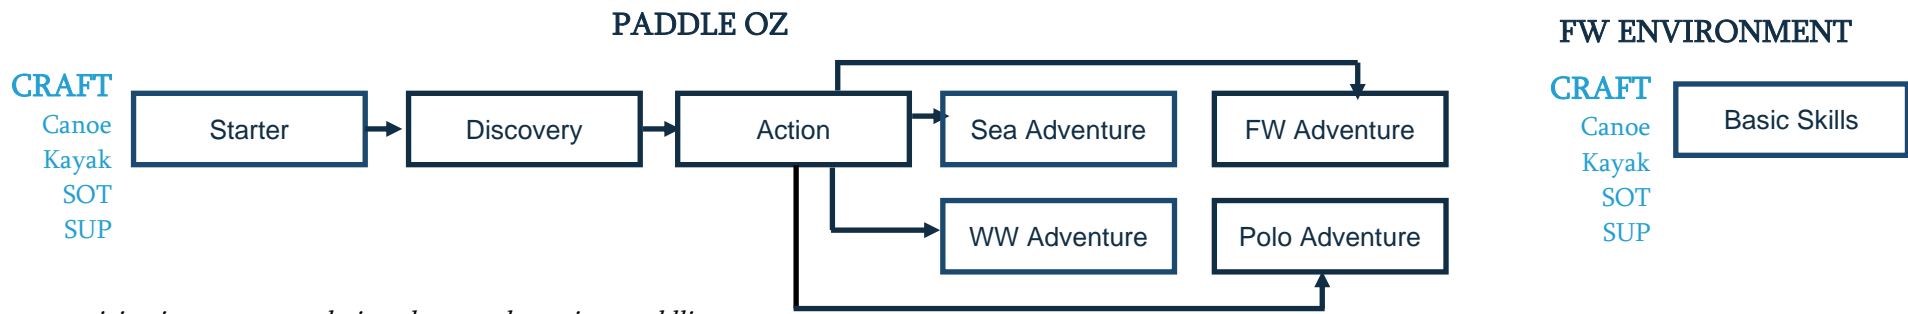 PADDLE OZ
CRAFT
Canoe
Kayak
SOT
SUP
Starter
Discovery
Action
Sea Adventure
FW Adventure
WW Adventure
Polo Adventure
FW ENVIRONMENT
CRAFT
Canoe
Kayak
SOT
SUP
Basic Skills